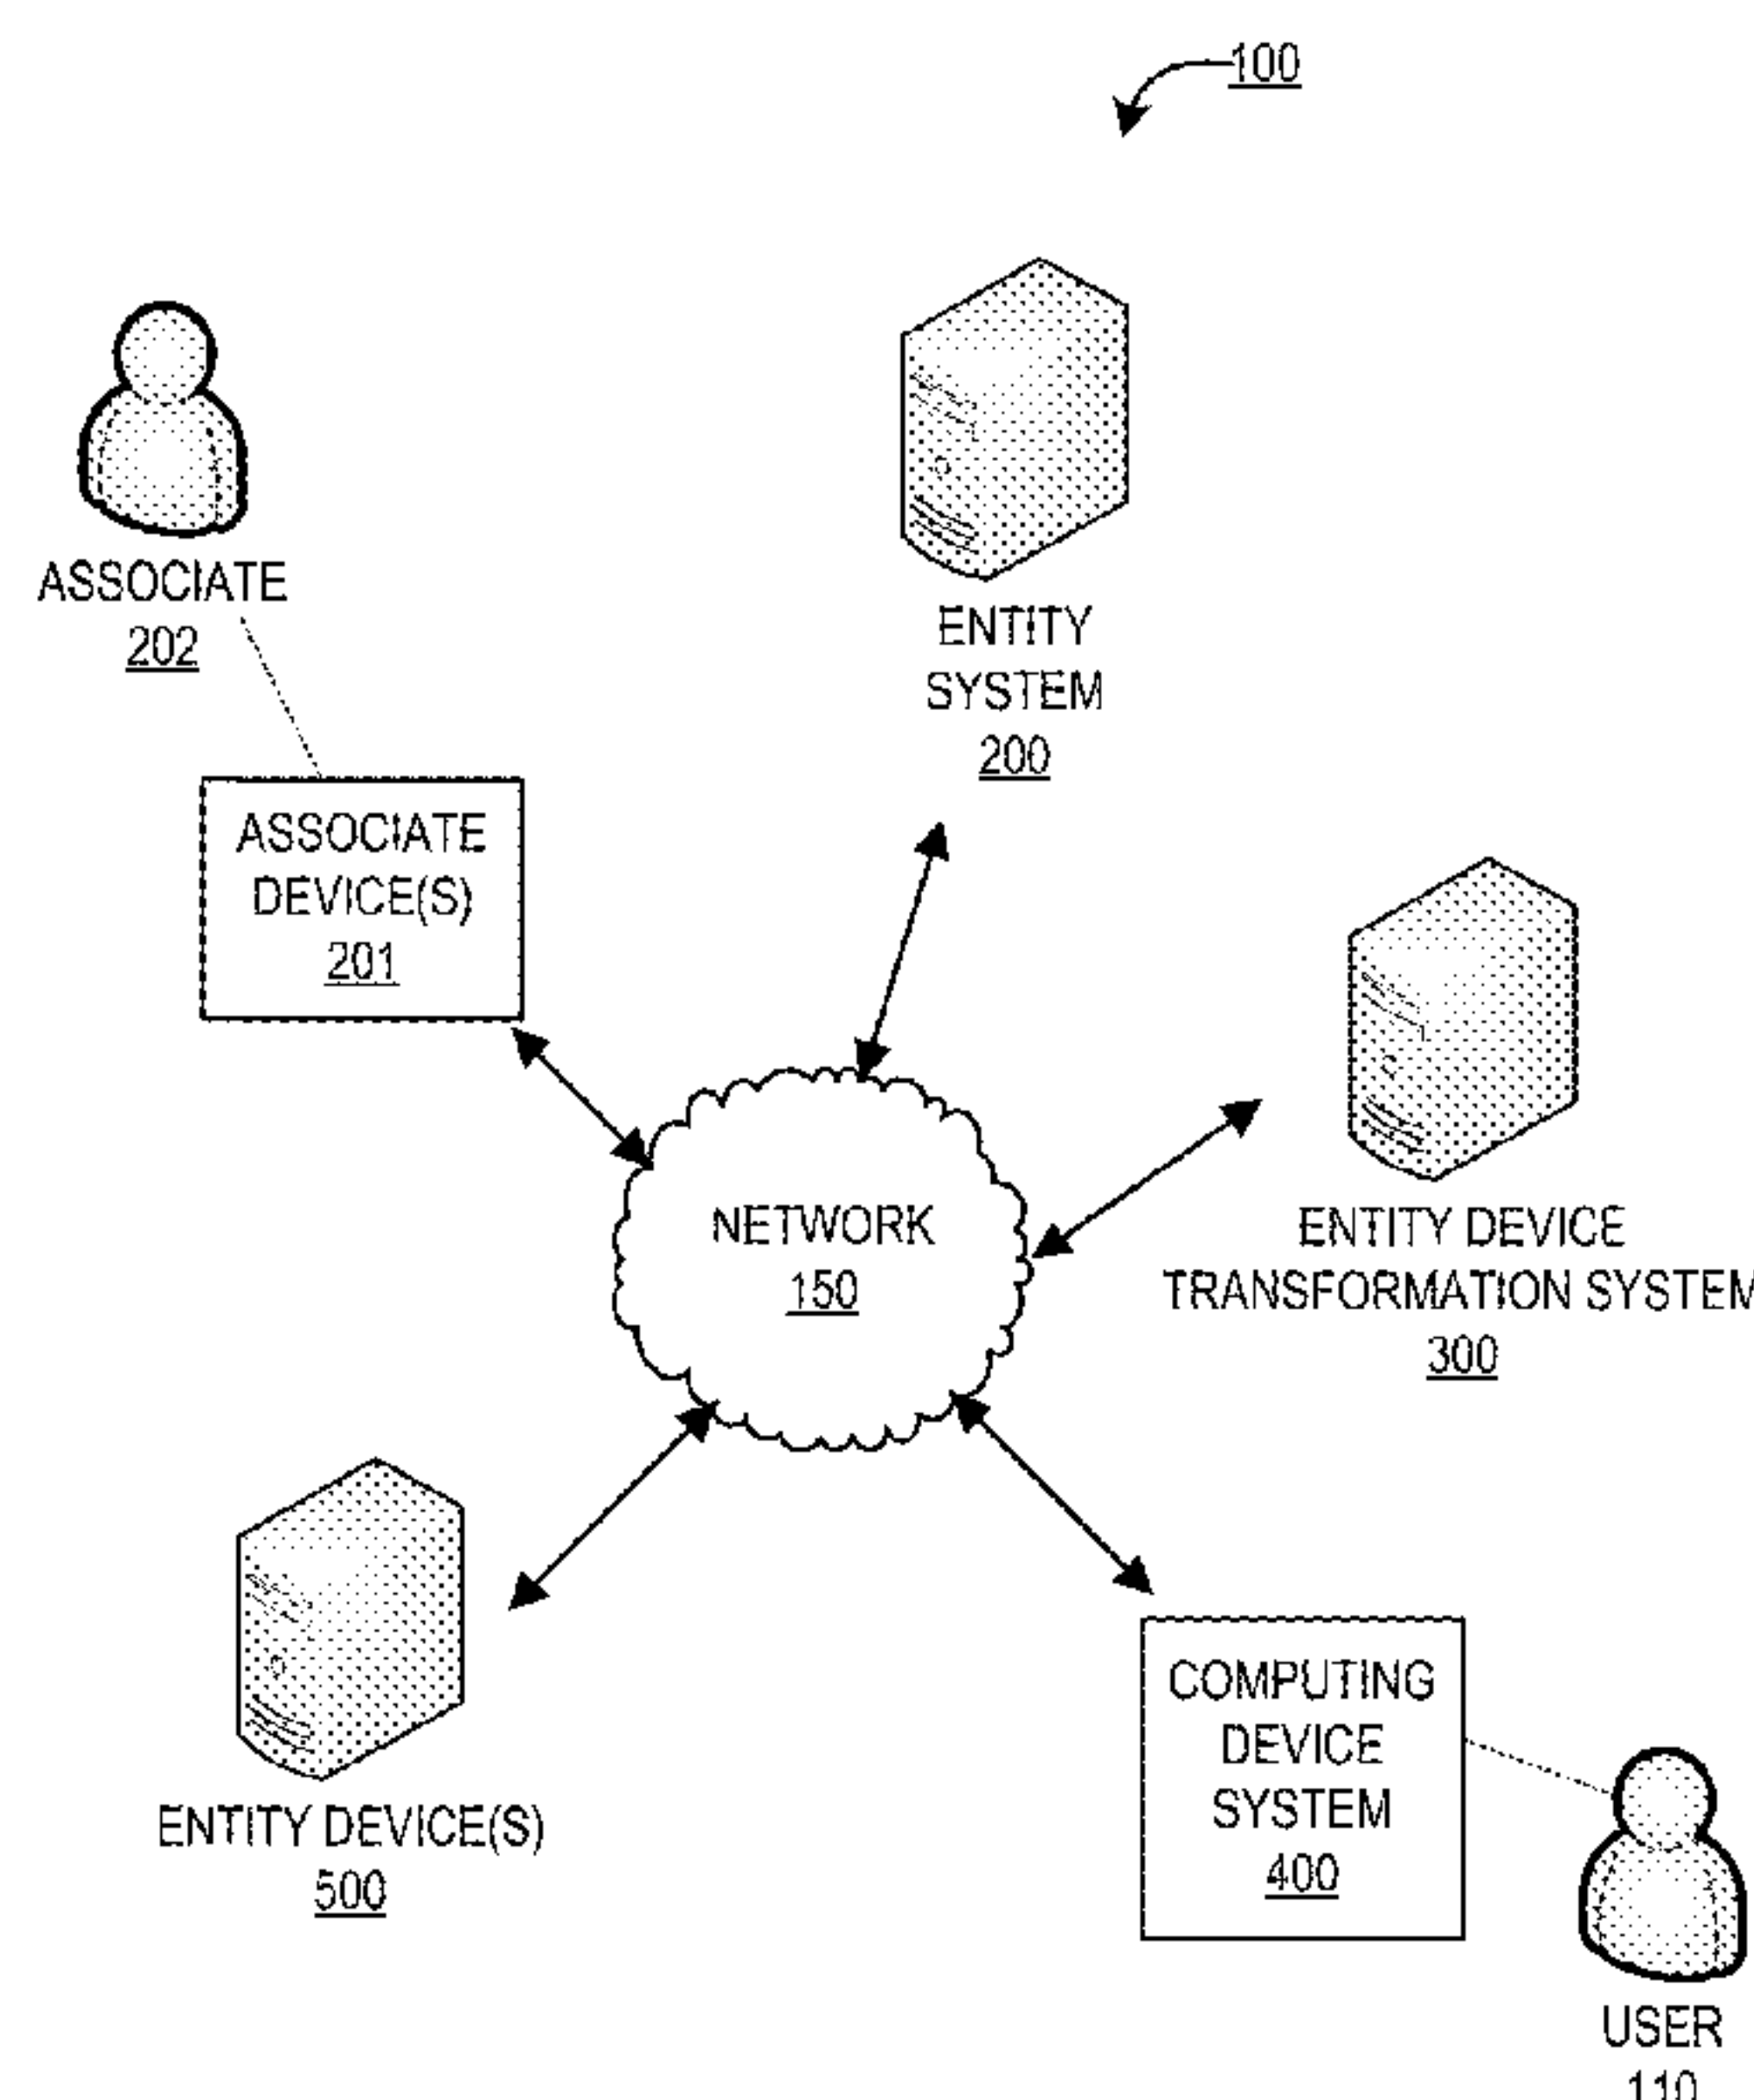 100
ASSOCIATE
202
ENTITY
SYSTEM
200
ASSOCIATE
DEVICE(S)
201
NETWORK
150
ENTITY DEVICE
TRANSFORMATION SYSTEM
300
ENTITY DEVICE(S)
500
COMPUTING
DEVICE
SYSTEM
400
USER
110